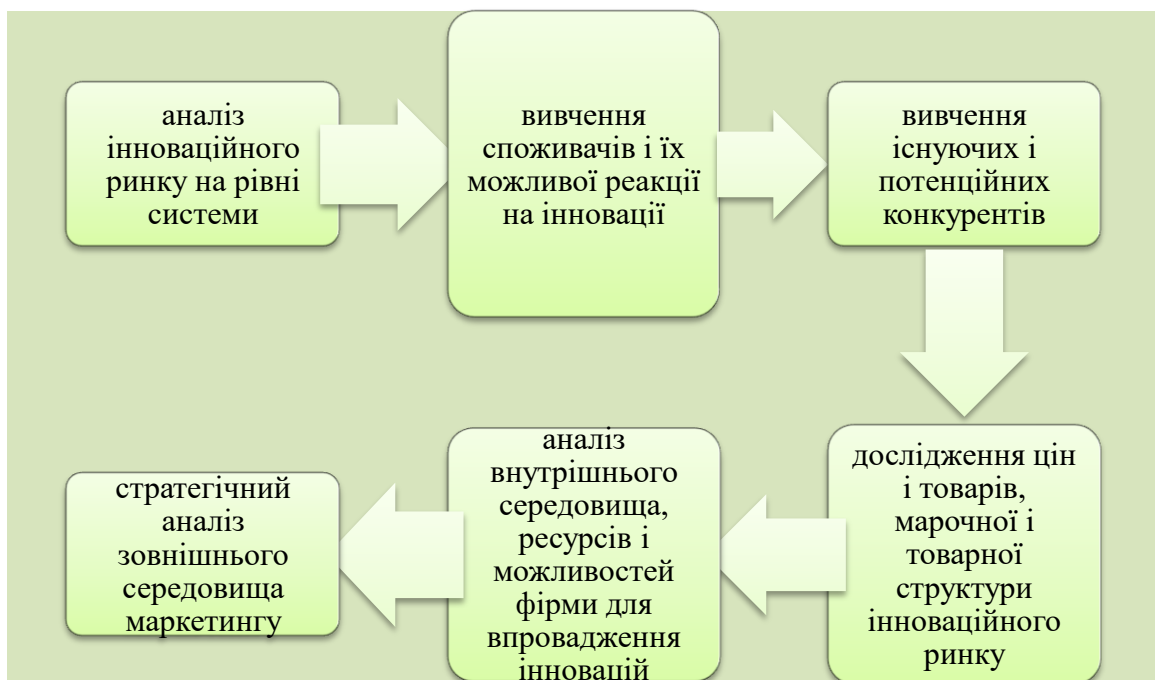 аналіз
інноваційного
ринку на рівні
системи
вивчення
споживачів і їх
можливої реакції
на інновації
вивчення
існуючих і
потенційних
конкурентів
дослідження цін
і товарів,
марочної і
товарної
структури
інноваційного
ринку
аналіз
внутрішнього
середовища,
ресурсів і
можливостей
фірми для
впровадження
інновацій
стратегічний
аналіз
зовнішнього
середовища
маркетингу